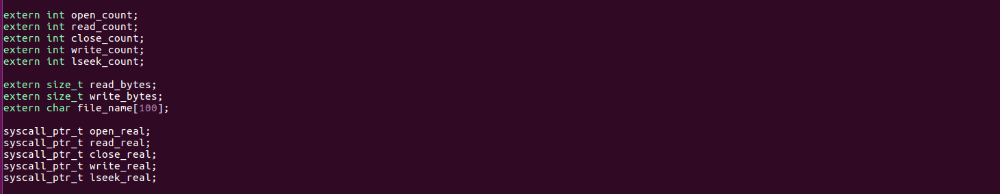 extern int open_count;
extern int read_count;
extern int close_count;
extern int write_count;
extern int lseek_count;
extern size_t read_bytes;
extern size_t write_bytes;
extern char file_name[100];
syscall_ptr_t open_real;
syscall_ptr_t read_real;
syscall_ptr_t close_real;
syscall_ptr_t write_real;
syscall_ptr_t lseek_real;